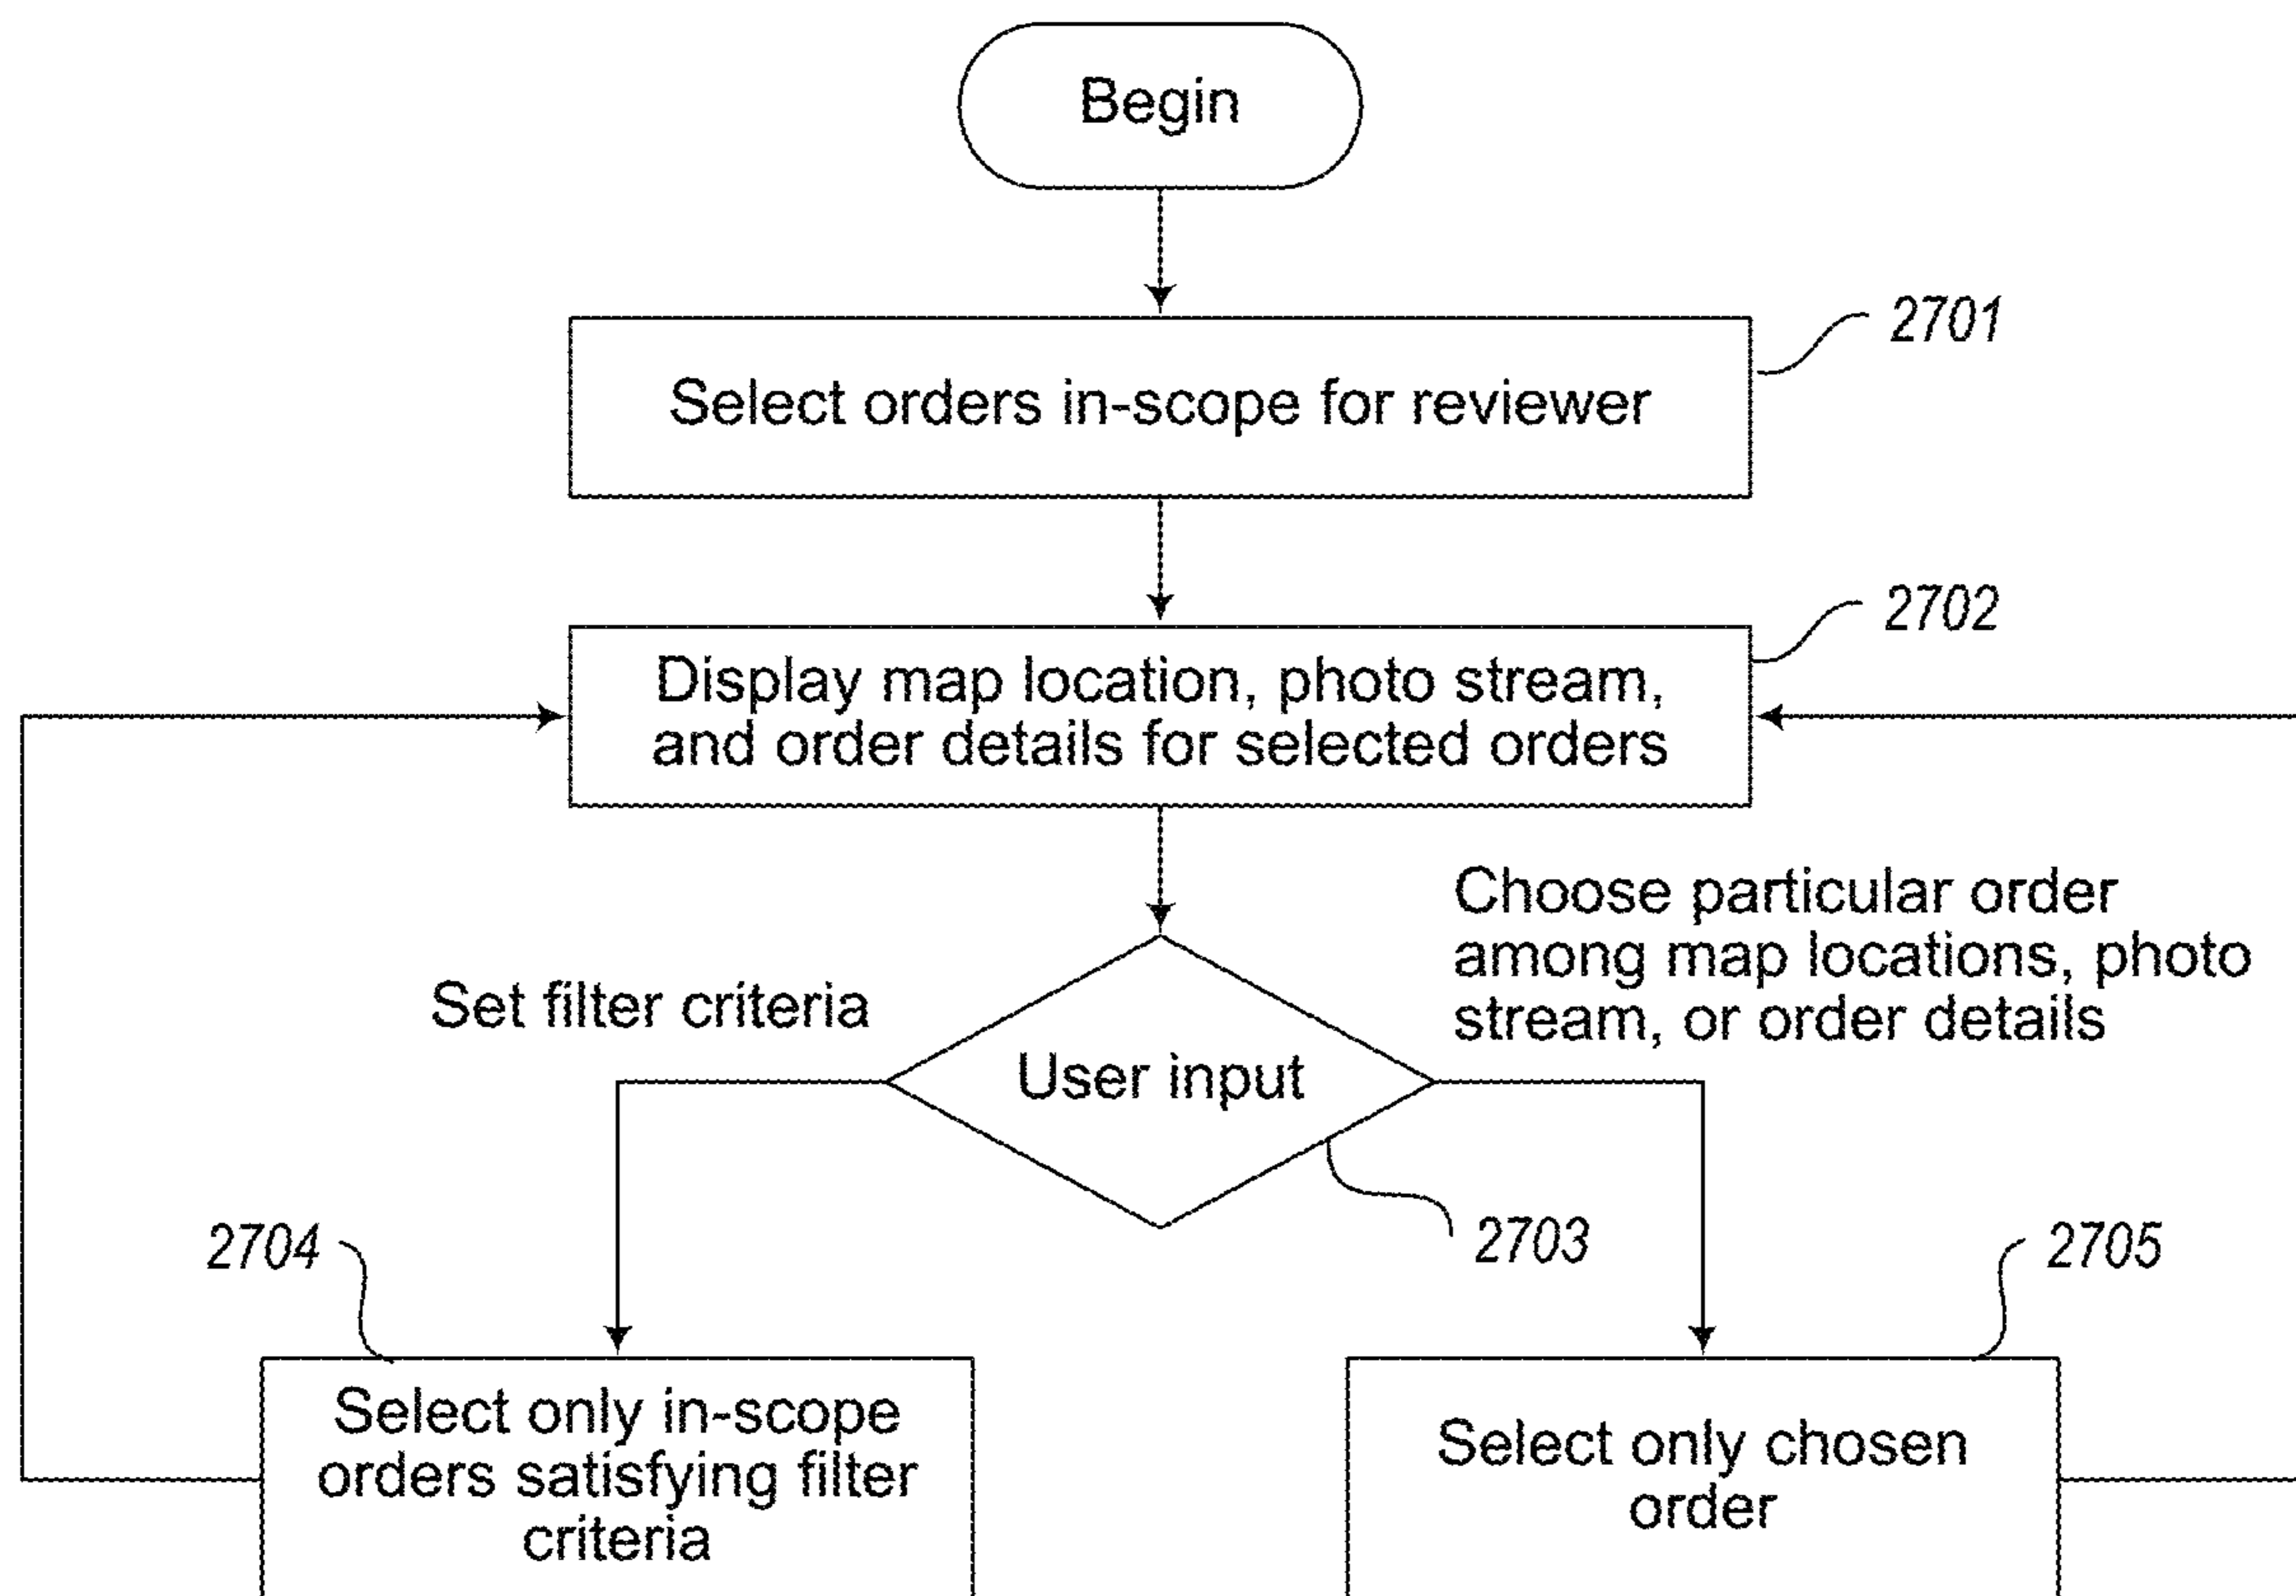 Begin
2701
Select orders in-scope for reviewer
2702
Display map location, photo stream,
and order details for selected orders
Choose particular order
among map locations, photo
stream, or order details
Set filter criteria
User input
2703
2704
2705
Select only in-scope
orders satisfying filter
criteria
Select only chosen
order